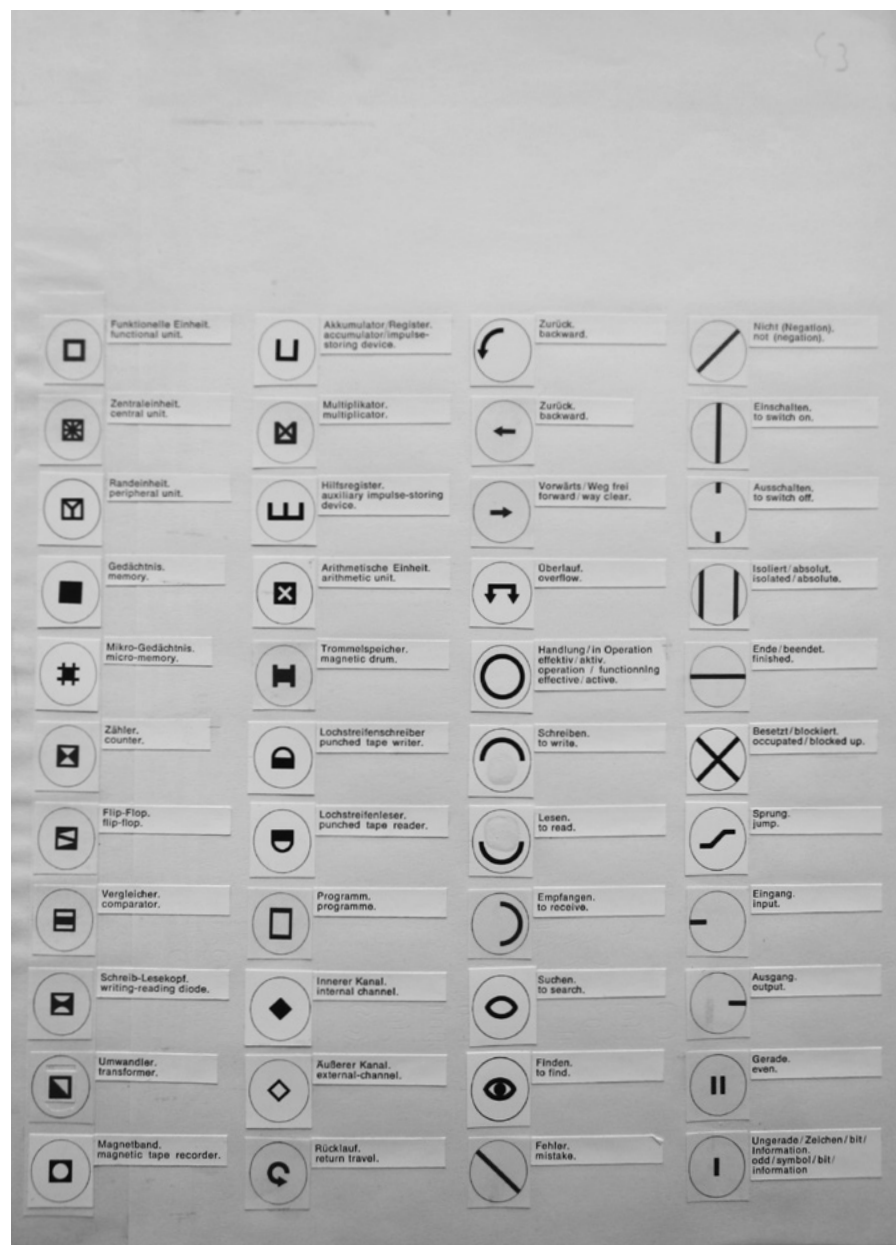 53
Funktionelle Einheit.
functional unit.
Zentraleinheit.
central unit.
Randeinheit.
peripheral unit.
Gedächtnis.
memory.
Mikro-Gedächtnis.
micro-memory.
Zähler.
counter.
Flip-Flop.
flip-flop.
Vergleicher.
comparator.
Schreib-Lesekopf.
writing-reading diode.
Umwandler.
transformer.
Magnetband.
magnetic tape recorder.
Akkumulator/Register.
accumulator/impulse-
storing device.
Multiplikator.
multiplicator.
Hilfsregister.
auxiliary impulse-storing
device.
Arithmetische Einheit.
arithmetic unit.
Trommelspeicher.
magnetic drum.
Lochstreifenschreiber
punched tape writer.
Lochstreifenleser.
punched tape reader.
Programm.
programme.
Innerer Kanal.
internal channel.
Äußerer Kanal.
external-channel.
Rücklauf.
return travel.
Zurück.
backward.
Zurück.
backward.
Vorwärts/Weg frei
forward/way clear.
Überlauf.
overflow.
Handlung/in Operation
effektiv/aktiv.
operation / functionning
effective/active.
Schreiben.
to write.
Lesen.
to read.
Empfangen.
to receive.
Suchen.
to search.
Finden.
to find.
Fehler.
mistake.
Nicht (Negation).
not (negation).
Einschalten.
to switch on.
Ausschalten.
to switch off.
Isoliert/absolut.
isolated/absolute.
Ende/beendet.
finished.
Besetzt/blockiert.
occupated/blocked up.
Sprung.
jump.
Eingang.
input.
Ausgang.
output.
Gerade.
even.
Ungerade/Zeichen/bit/
Information.
odd/symbol/bit/
information